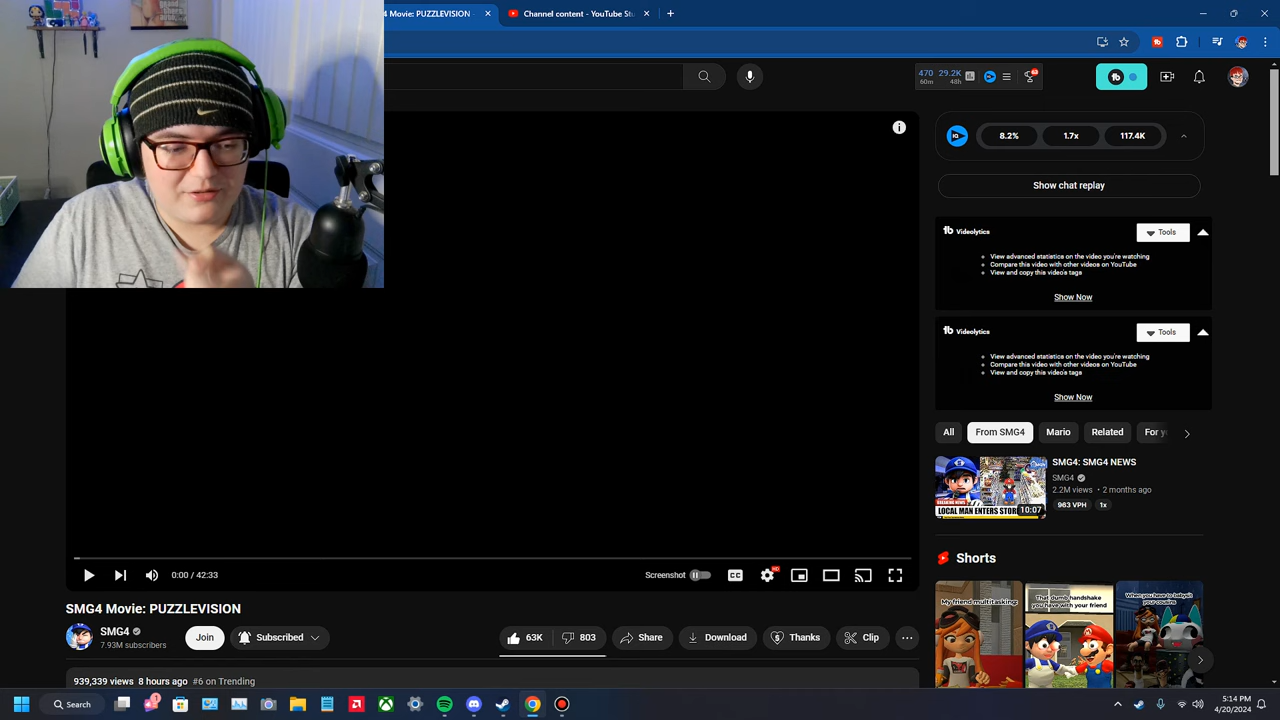 4 Movie: PUZZLEVISION
Channel content - YouTube Stu
470
60m
29.2K
48h
8.2%
1.7x
117.4K
Show chat replay
Videolytics
Tools
View advanced statistics on the video you're watching
Compare this video with other videos on YouTube
View and copy this video's tags
Show Now
Videolytics
Tools
View advanced statistics on the video you're watching
Compare this video with other videos on YouTube
View and copy this video's tags
Show Now
All
From SMG4
Mario
Related
For y
SMG4: SMG4 NEWS
SMG4
2.2M views • 2 months ago
963 VPH
1x
BREAKING NEWS
LOCAL MAN ENTERS STOR
10:07
Shorts
My friend multitasking:
That dumb handshake
you have with your friend
When you have to babysit
your cousins
0:00 / 42:33
Screenshot
CC
HD
SMG4 Movie: PUZZLEVISION
SMG4
7.93M subscribers
Join
Subscribed
63K
803
Share
Download
Thanks
Clip
939,339 views 8 hours ago #6 on Trending
Search
5:14 PM
4/20/2024